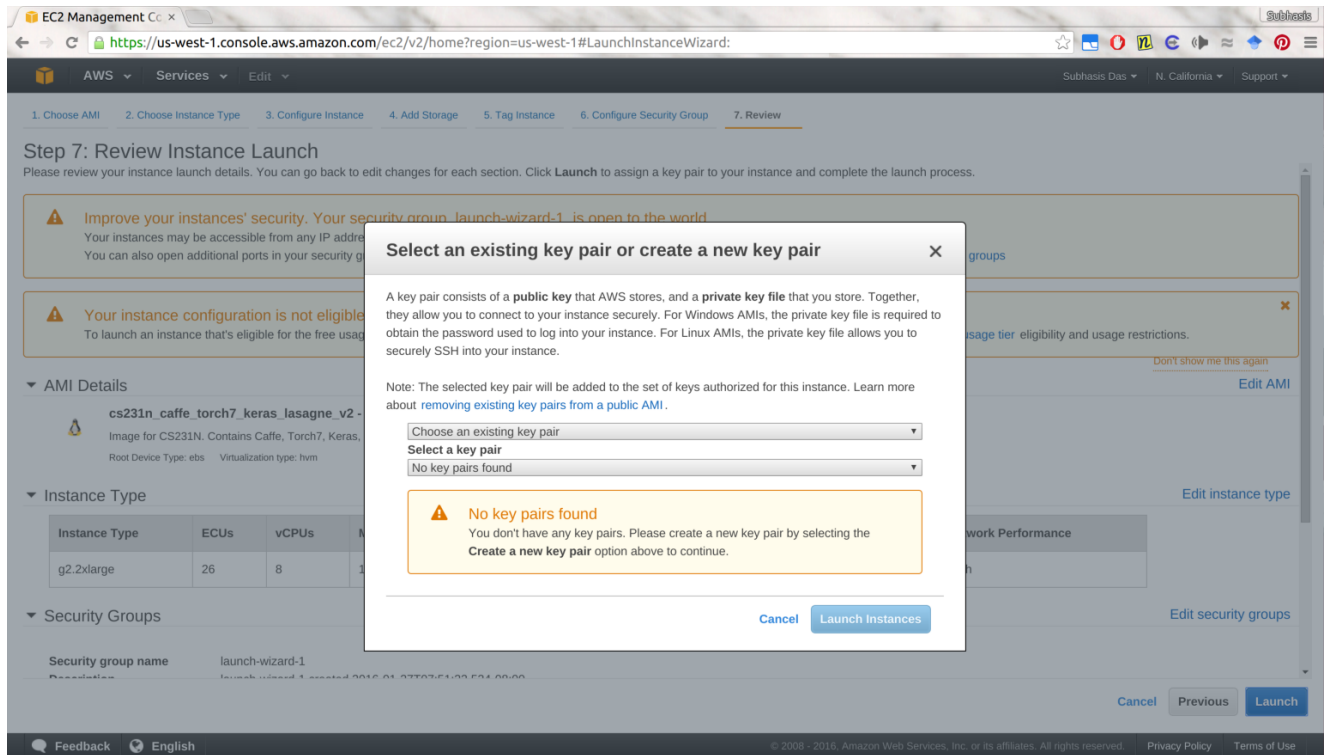 EC2 Management Co
Subhasis
https://us-west-1.console.aws.amazon.com/ec2/v2/home?region=us-west-1#LaunchInstanceWizard:
AWS Services Edit Subhasis Das N. California Support
1. Choose AMI 2. Choose Instance Type 3. Configure Instance 4. Add Storage 5. Tag Instance 6. Configure Security Group 7. Review
Step 7: Review Instance Launch
Please review your instance launch details. You can go back to edit changes for each section. Click Launch to assign a key pair to your instance and complete the launch process.
Improve your instances' security. Your security group, launch-wizard-1, is open to the world.
Your instances may be accessible from any IP addre
You can also open additional ports in your security g groups
Your instance configuration is not eligible
To launch an instance that's eligible for the free usag usage tier eligibility and usage restrictions.
Don't show me this again
AMI Details Edit AMI
cs231n_caffe_torch7_keras_lasagne_v2 -
Image for CS231N. Contains Caffe, Torch7, Keras,
Root Device Type: ebs Virtualization type: hvm
Instance Type Edit instance type
Instance Type ECUs vCPUs work Performance
g2.2xlarge 26 8 1
Security Groups Edit security groups
Security group name launch-wizard-1
Description launch-wizard-1 created 2016-01-27T07:51:22.524-08:00
Select an existing key pair or create a new key pair
A key pair consists of a public key that AWS stores, and a private key file that you store. Together,
they allow you to connect to your instance securely. For Windows AMIs, the private key file is required to
obtain the password used to log into your instance. For Linux AMIs, the private key file allows you to
securely SSH into your instance.
Note: The selected key pair will be added to the set of keys authorized for this instance. Learn more
about removing existing key pairs from a public AMI.
Choose an existing key pair
Select a key pair
No key pairs found
No key pairs found
You don't have any key pairs. Please create a new key pair by selecting the
Create a new key pair option above to continue.
Cancel Launch Instances
Cancel Previous Launch
Feedback English © 2008 - 2016, Amazon Web Services, Inc. or its affiliates. All rights reserved. Privacy Policy Terms of Use